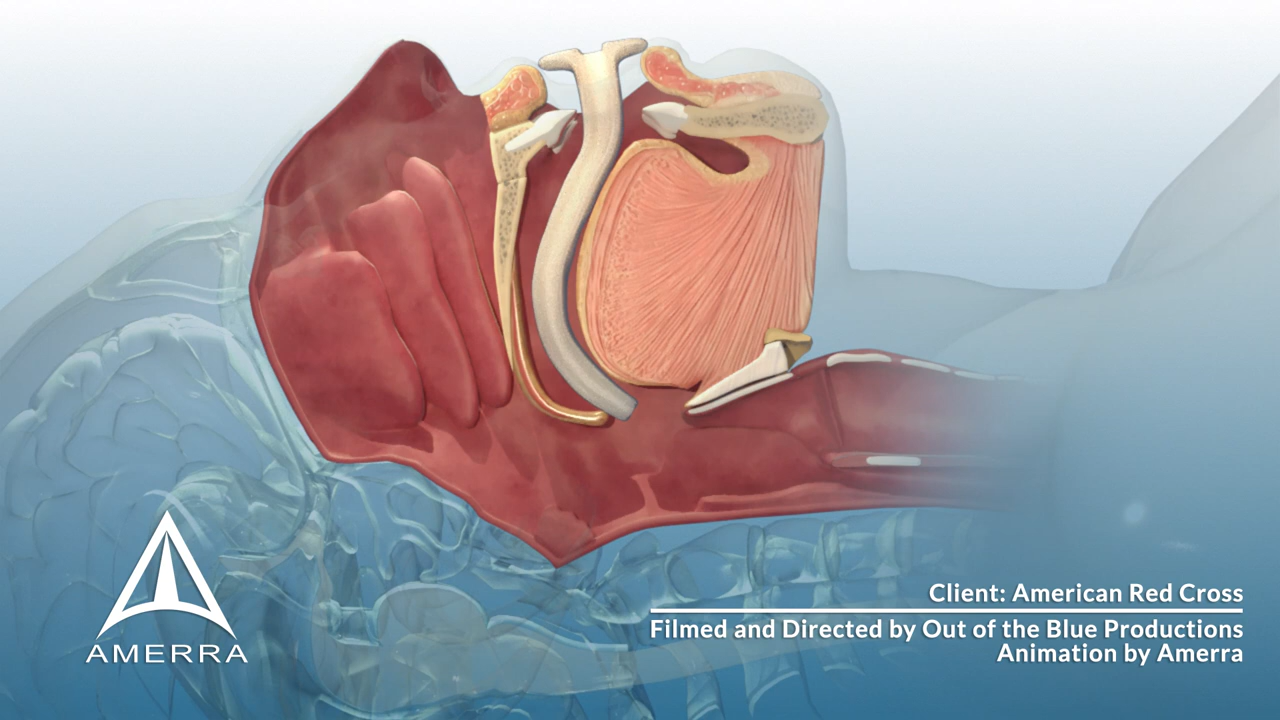 AMERRA
Client: American Red Cross
Filmed and Directed by Out of the Blue Productions
Animation by Amerra